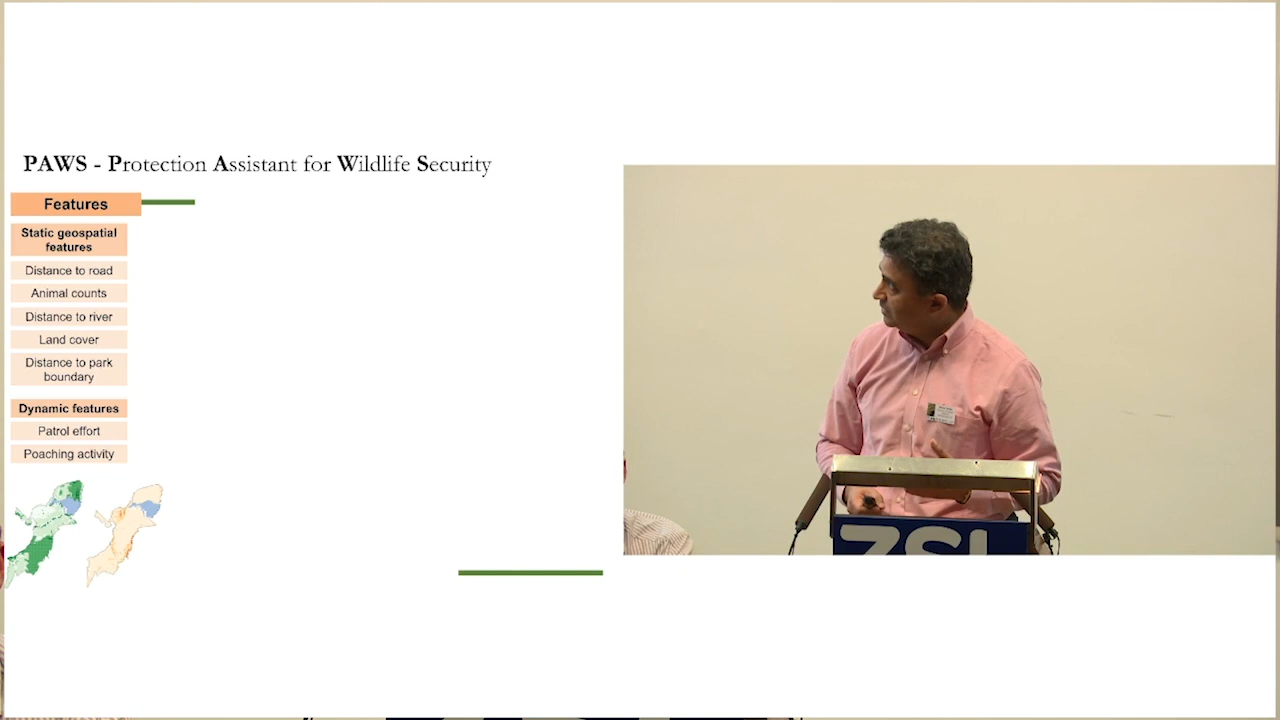 PAWS - Protection Assistant for Wildlife Security
Features
Static geospatial
features
Distance to road
Animal counts
Distance to river
Land cover
Distance to park
boundary
Dynamic features
Patrol effort
Poaching activity
ZSL